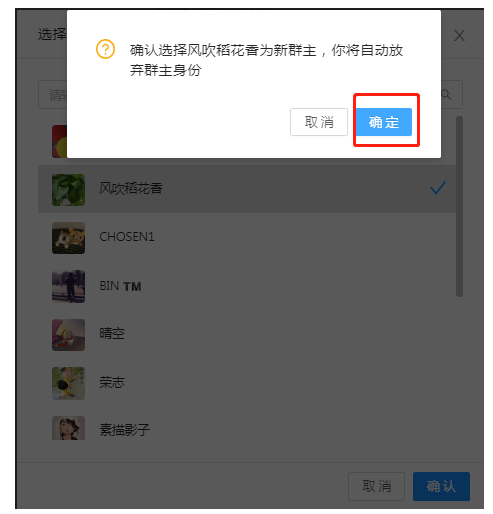 选择
确认选择风吹稻花香为新群主，你将自动放
弃群主身份
取消 确定
请输
风吹稻花香
CHOSEN1
BIN TM
晴空
荣志
素描影子
取消 确认